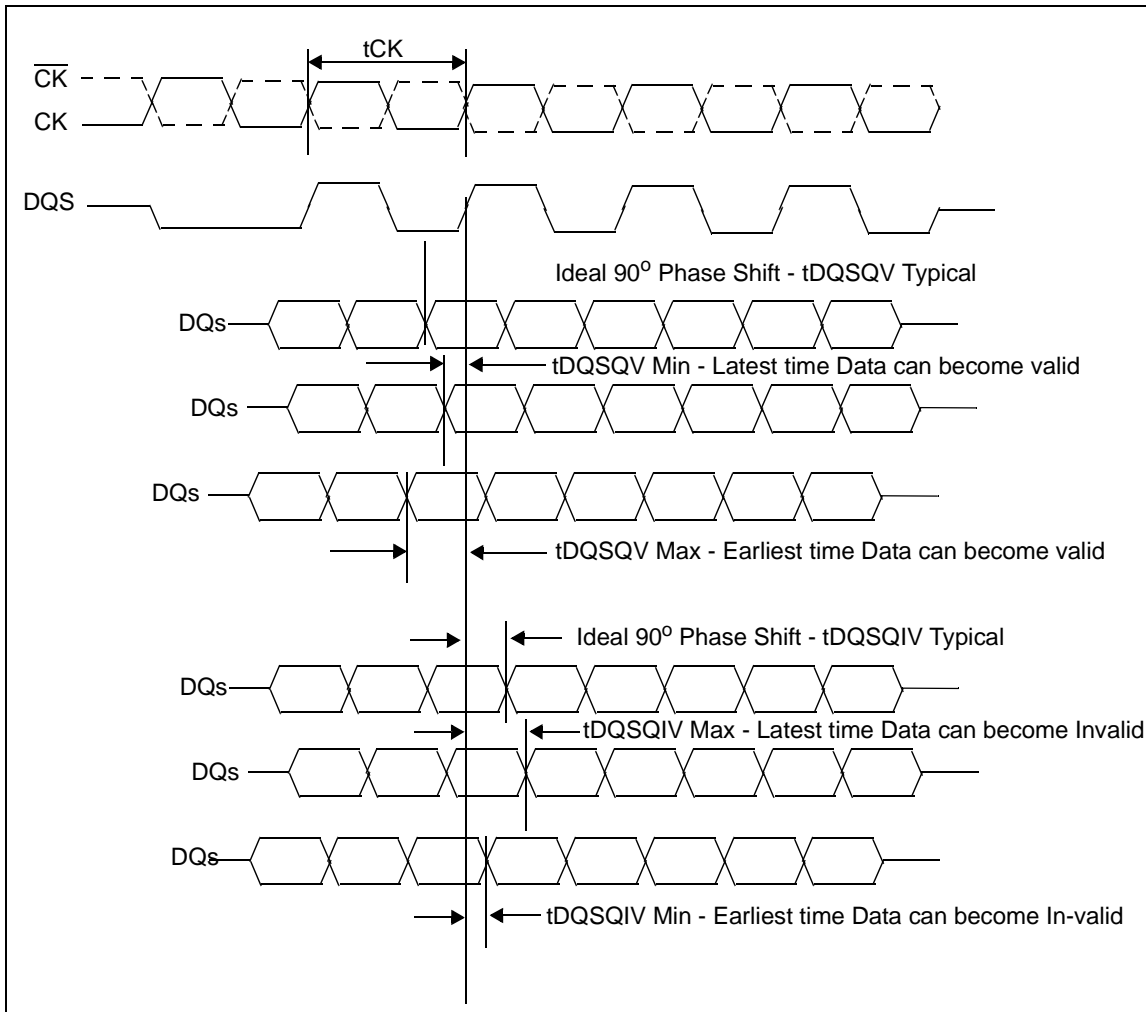 tCK
CK
CK
DQS
Ideal 90o Phase Shift - tDQSQV Typical
DQs
tDQSQV Min - Latest time Data can become valid
DQs
DQs
tDQSQV Max - Earliest time Data can become valid
Ideal 90o Phase Shift - tDQSQIV Typical
DQs
tDQSQIV Max - Latest time Data can become Invalid
DQs
DQs
tDQSQIV Min - Earliest time Data can become In-valid